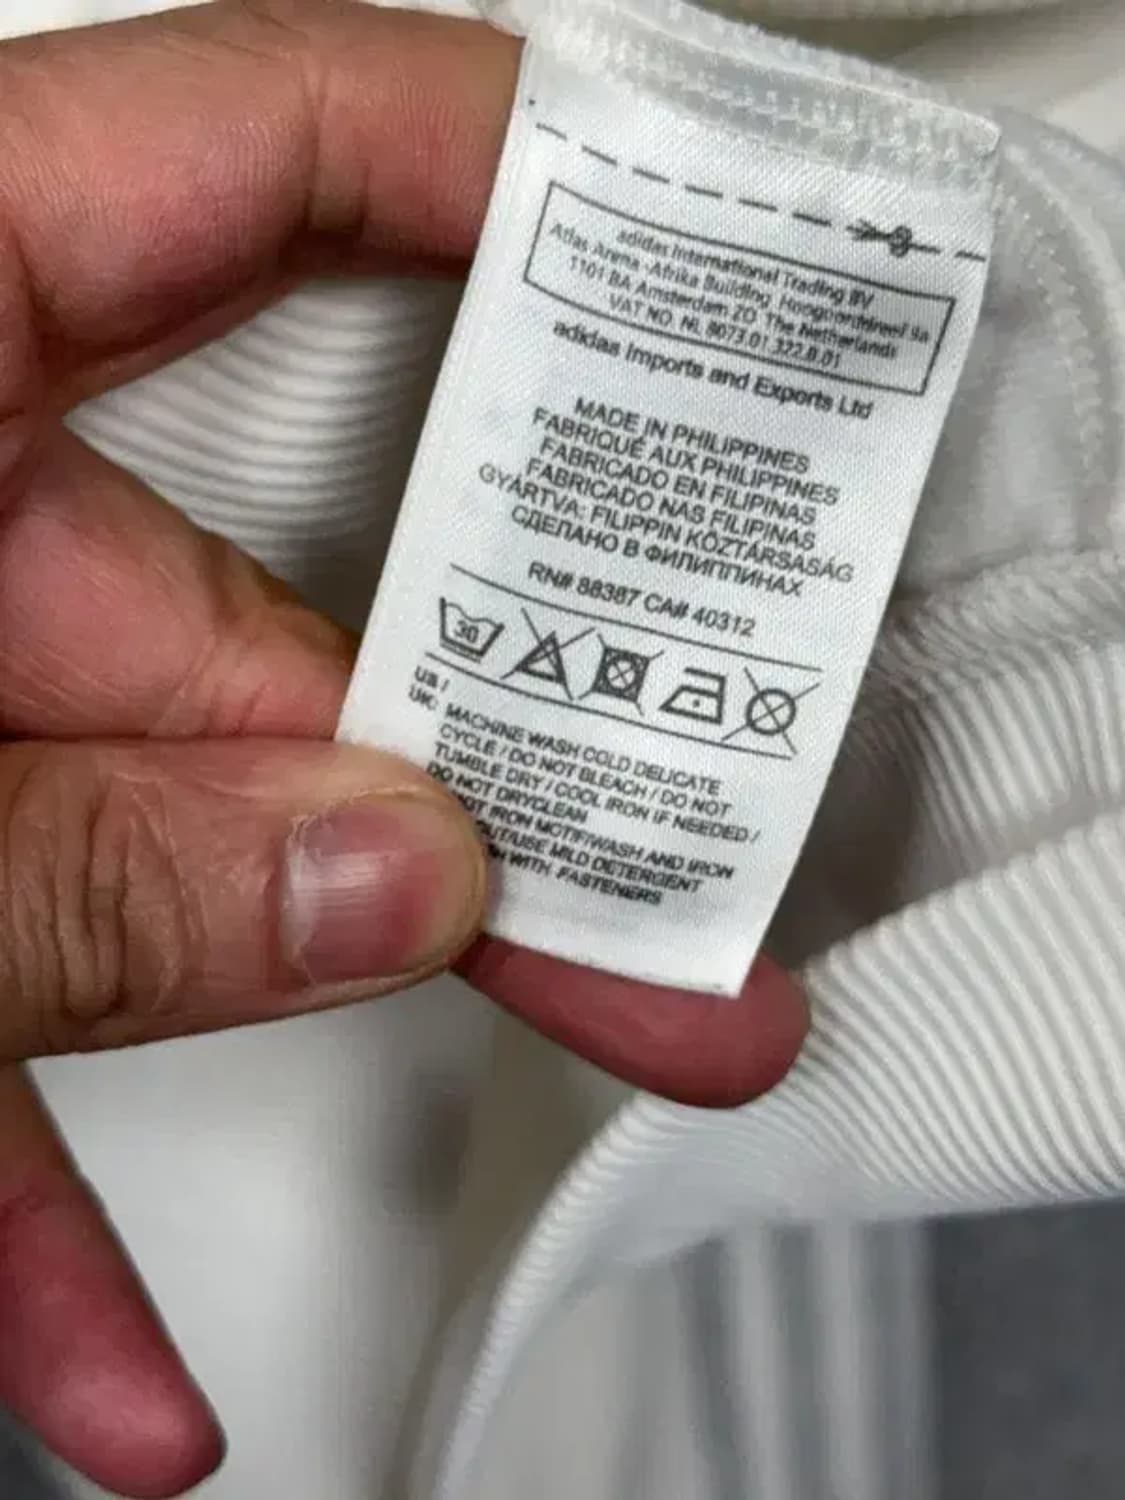 adidas International Trading BV
Atlas Arena -Afrika Building Hoogoorddreef 9a
1101 BA Amsterdam ZO The Netherlands
VAT NO. NL 8073.01.322.B.01
adidas Imports and Exports Ltd
MADE IN PHILIPPINES
FABRIQUÉ AUX PHILIPPINES
FABRICADO EN FILIPINAS
FABRICADO NAS FILIPINAS
GYÁRTVA: FILIPPIN KÖZTÁRSASÁG
СДЕЛАНО В ФИЛИППИНАХ
RN# 88387 CA# 40312
30
US /
UK: MACHINE WASH COLD DELICATE
CYCLE / DO NOT BLEACH / DO NOT
TUMBLE DRY / COOL IRON IF NEEDED /
DO NOT DRYCLEAN
IRON MOTIF/WASH AND IRON
MILD DETERGENT
WITH FASTENERS